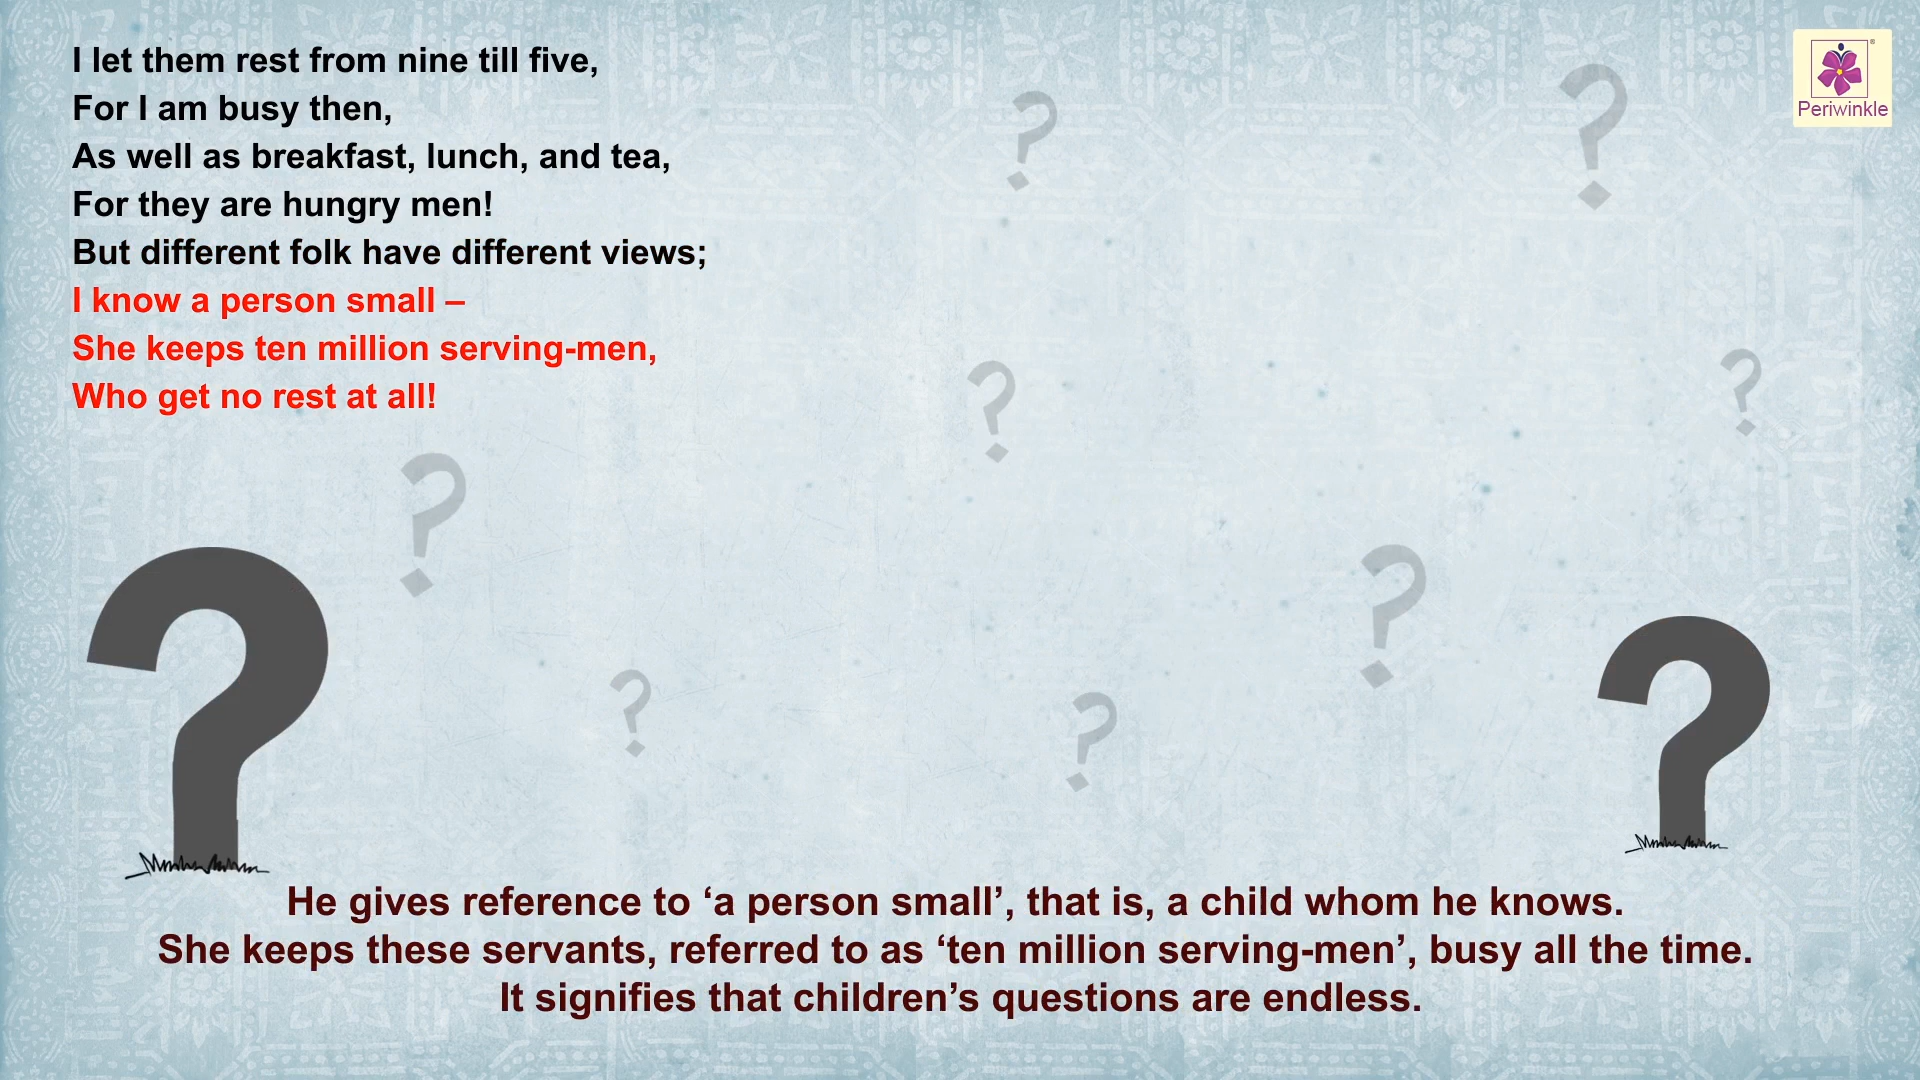 I let them rest from nine till five,
For I am busy then,
As well as breakfast, lunch, and tea,
For they are hungry men!
But different folk have different views;
I know a person small –
She keeps ten million serving-men,
Who get no rest at all!
Periwinkle
He gives reference to ‘a person small’, that is, a child whom he knows.
She keeps these servants, referred to as ‘ten million serving-men’, busy all the time.
It signifies that children’s questions are endless.